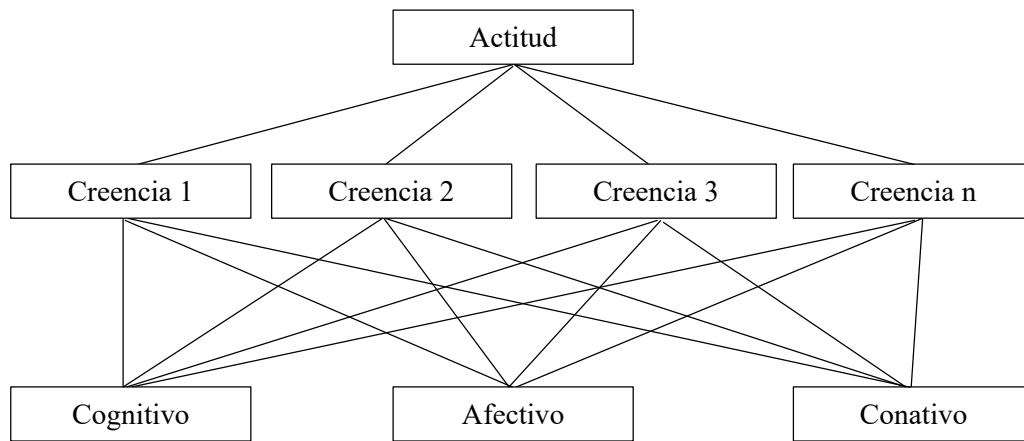 Actitud
Creencia 1
Creencia 2
Creencia 3
Creencia n
Cognitivo
Afectivo
Conativo